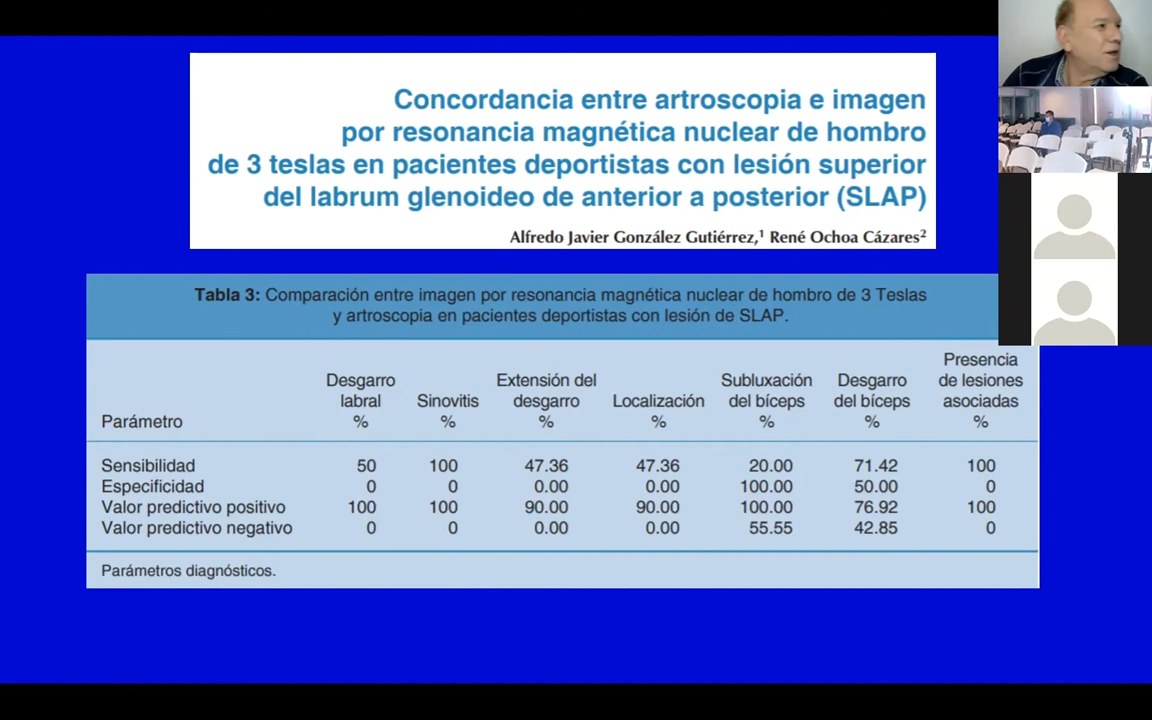 Concordancia entre artroscopia e imagen
por resonancia magnética nuclear de hombro
de 3 teslas en pacientes deportistas con lesión superior
del labrum glenoideo de anterior a posterior (SLAP)
Alfredo Javier González Gutiérrez,¹ René Ochoa Cázares²
Tabla 3: Comparación entre imagen por resonancia magnética nuclear de hombro de 3 Teslas
y artroscopia en pacientes deportistas con lesión de SLAP.
Parámetro Desgarro labral % Sinovitis % Extensión del desgarro % Localización % Subluxación del bíceps % Desgarro del bíceps % Presencia de lesiones asociadas %
Sensibilidad 50 100 47.36 47.36 20.00 71.42 100
Especificidad 0 0 0.00 0.00 100.00 50.00 0
Valor predictivo positivo 100 100 90.00 90.00 100.00 76.92 100
Valor predictivo negativo 0 0 0.00 0.00 55.55 42.85 0
Parámetros diagnósticos.